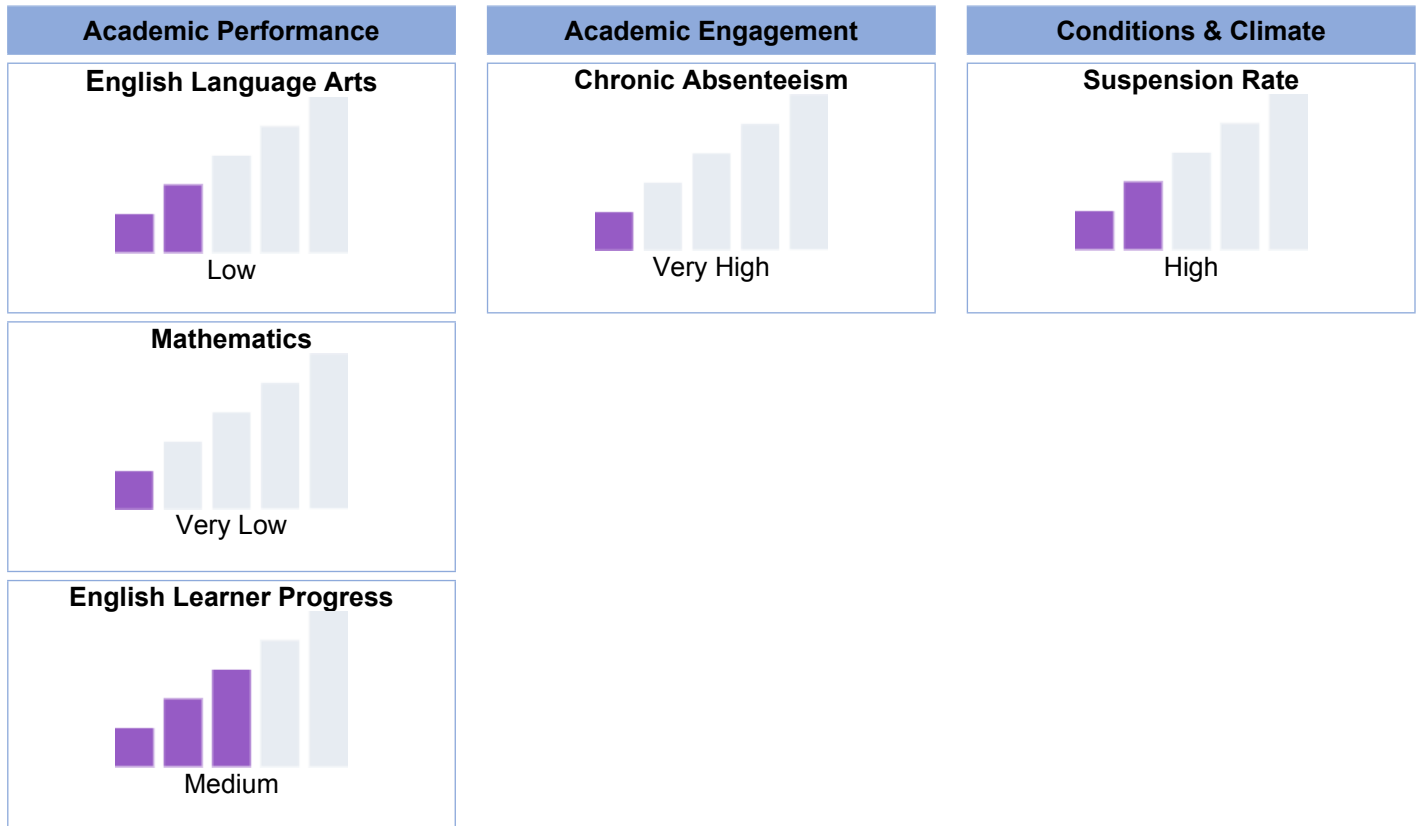 Academic Performance
Academic Engagement
Conditions & Climate
English Language Arts
Low
Chronic Absenteeism
Very High
Suspension Rate
High
Mathematics
Very Low
English Learner Progress
Medium